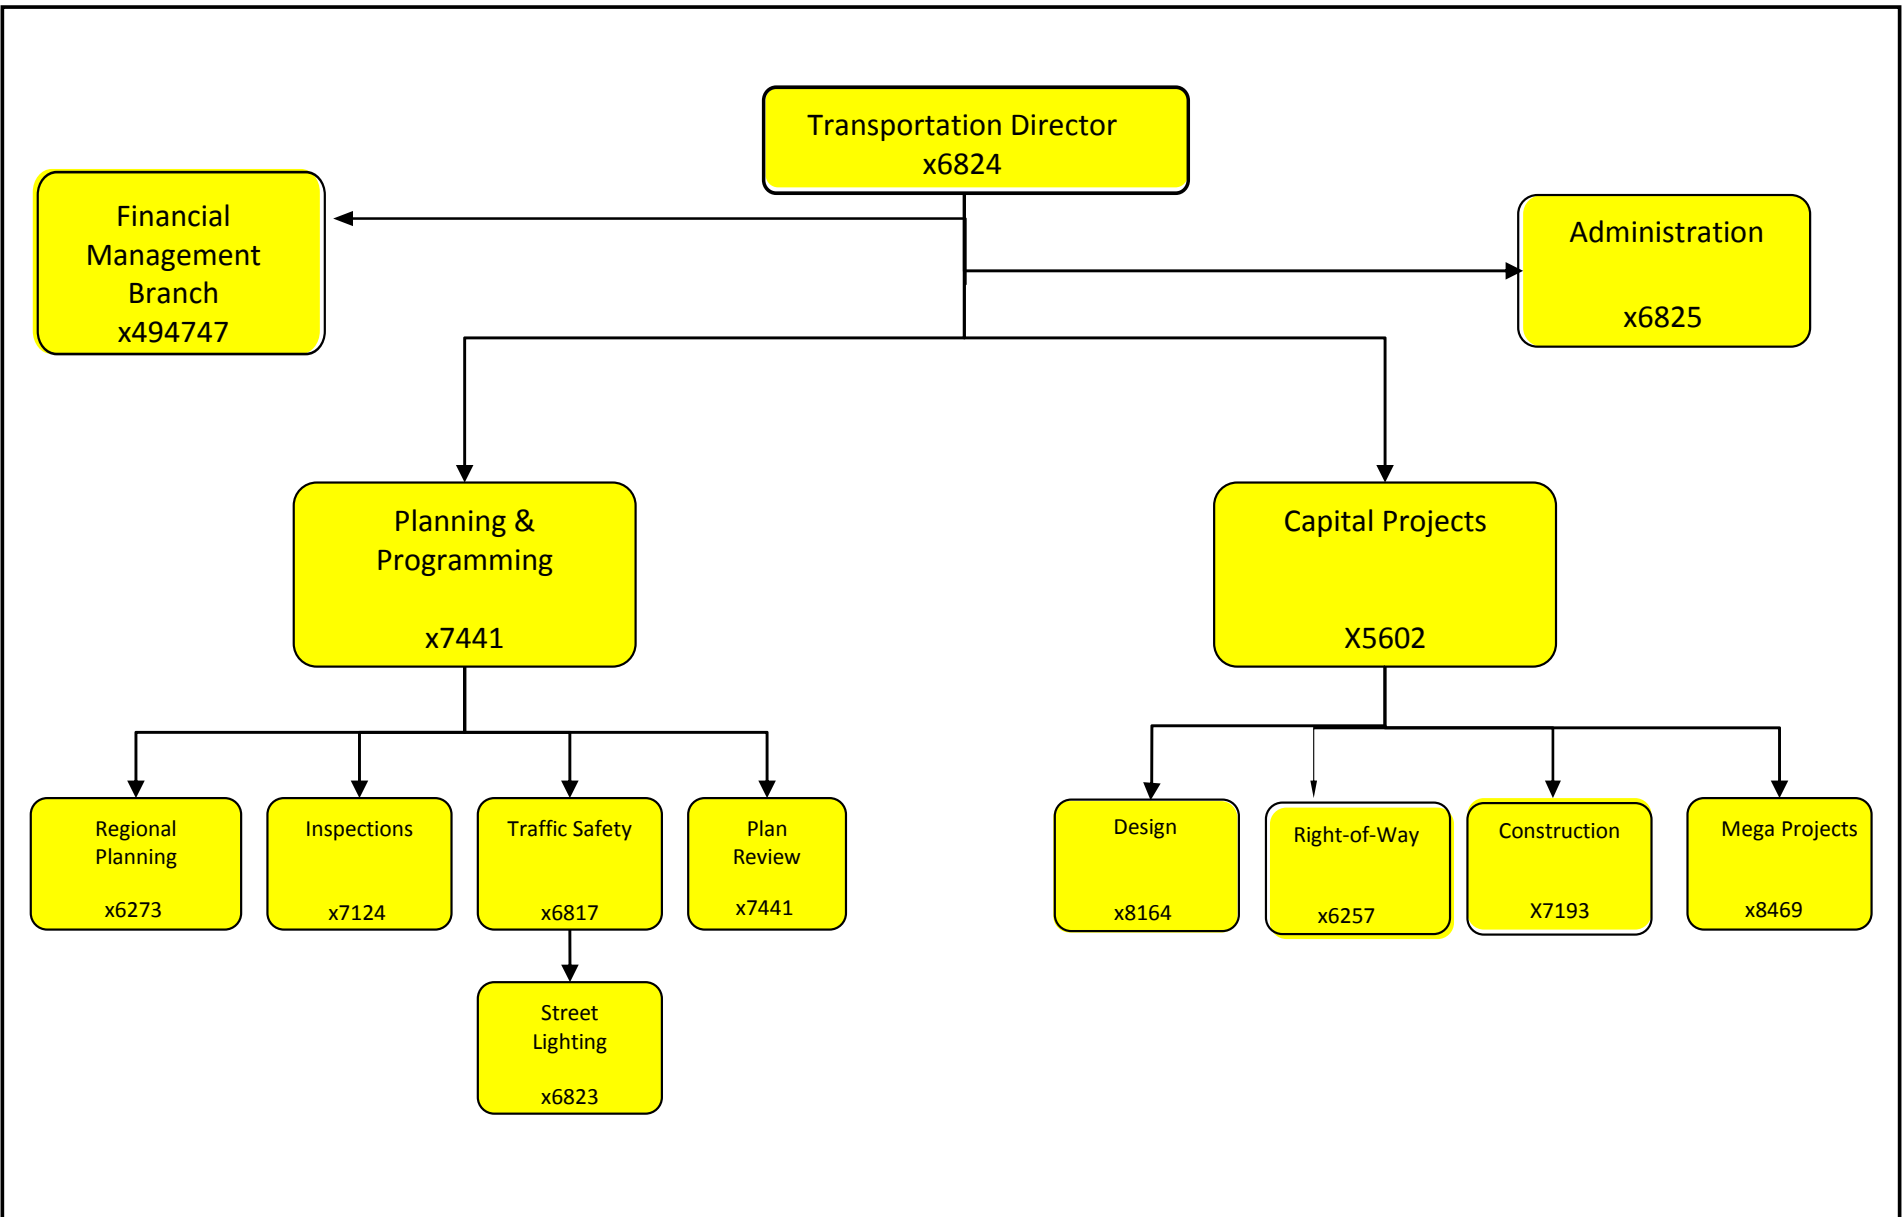 Transportation Director
x6824
Financial
Management
Branch
x494747
Administration
x6825
Planning &
Programming
x7441
Capital Projects
X5602
Regional
Planning
x6273
Inspections
x7124
Traffic Safety
x6817
Plan
Review
x7441
Design
x8164
Right-of-Way
x6257
Construction
X7193
Mega Projects
x8469
Street
Lighting
x6823